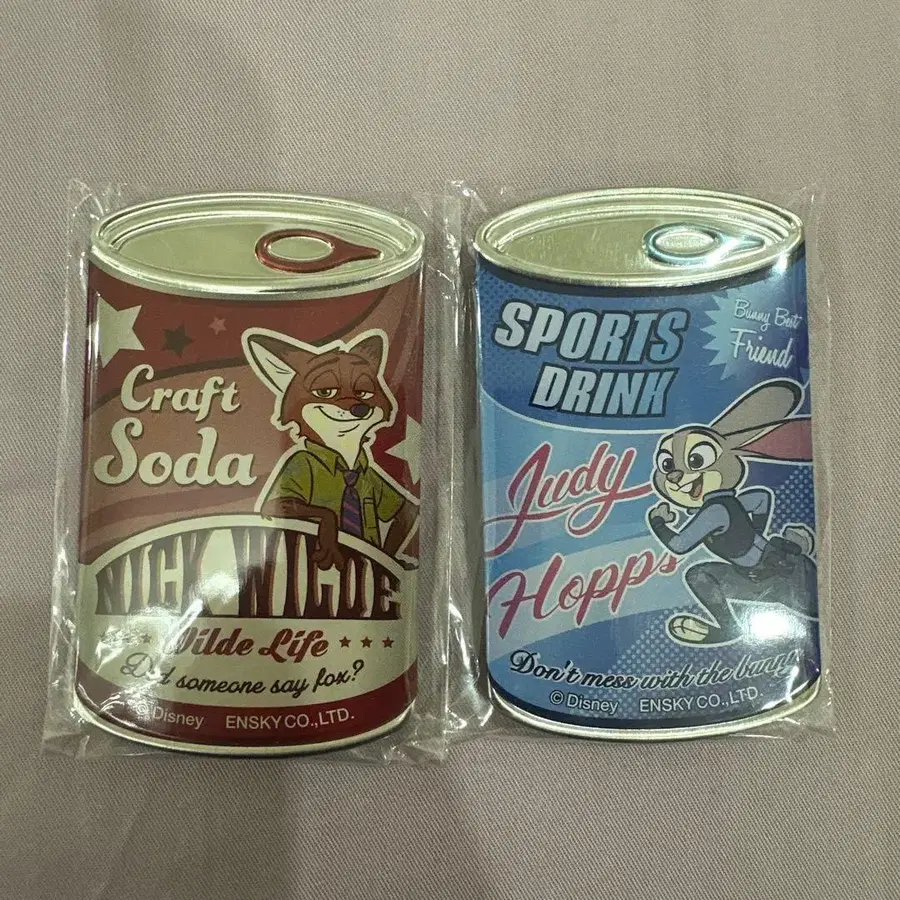 Craft
Soda
NICK WILDE
Wilde Life
Did someone say fox?
© Disney ENSKY CO.,LTD.
SPORTS
DRINK
Bunny Best
Friend
Judy
Hopps
Don't mess with the bunny
© Disney ENSKY CO.,LTD.